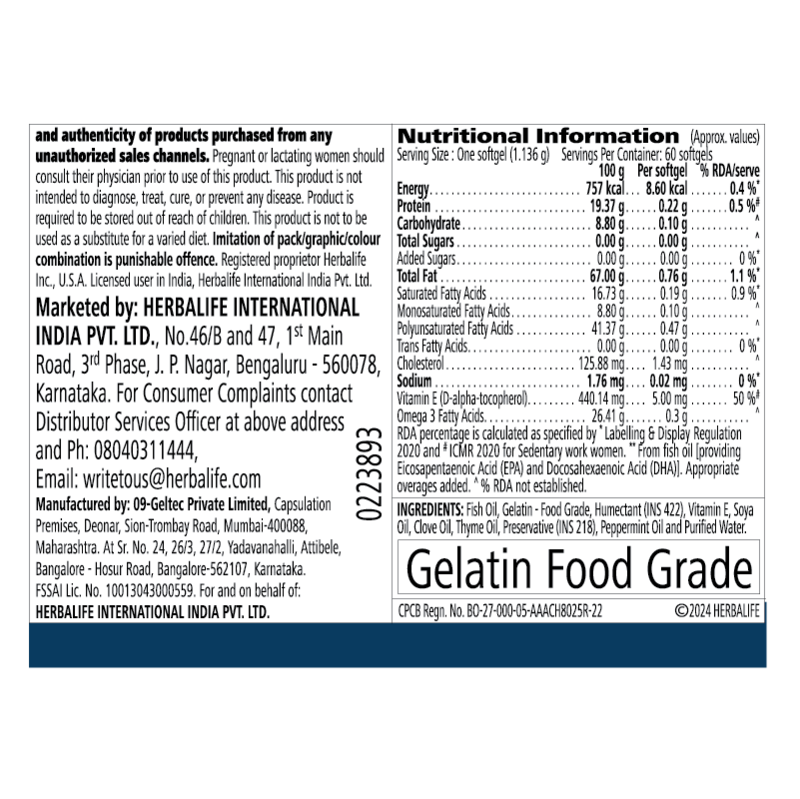 and authenticity of products purchased from any
unauthorized sales channels. Pregnant or lactating women should
consult their physician prior to use of this product. This product is not
intended to diagnose, treat, cure, or prevent any disease. Product is
required to be stored out of reach of children. This product is not to be
used as a substitute for a varied diet. Imitation of pack/graphic/colour
combination is punishable offence. Registered proprietor Herbalife
Inc., U.S.A. Licensed user in India, Herbalife International India Pvt. Ltd.
Marketed by: HERBALIFE INTERNATIONAL
INDIA PVT. LTD., No.46/B and 47, 1st Main
Road, 3rd Phase, J. P. Nagar, Bengaluru - 560078,
Karnataka. For Consumer Complaints contact
Distributor Services Officer at above address
and Ph: 08040311444,
Email: writetous@herbalife.com
0223893
Manufactured by: 09-Geltec Private Limited, Capsulation
Premises, Deonar, Sion-Trombay Road, Mumbai-400088,
Maharashtra. At Sr. No. 24, 26/3, 27/2, Yadavanahalli, Attibele,
Bangalore - Hosur Road, Bangalore-562107, Karnataka.
FSSAI Lic. No. 10013043000559. For and on behalf of:
HERBALIFE INTERNATIONAL INDIA PVT. LTD.
Nutritional Information (Approx. values)
Serving Size : One softgel (1.136 g) Servings Per Container: 60 softgels
100 g Per softgel % RDA/serve
Energy 757 kcal 8.60 kcal 0.4 %*
Protein 19.37 g 0.22 g 0.5 %#
Carbohydrate 8.80 g 0.10 g ^
Total Sugars 0.00 g 0.00 g ^
Added Sugars 0.00 g 0.00 g 0 %*
Total Fat 67.00 g 0.76 g 1.1 %*
Saturated Fatty Acids 16.73 g 0.19 g 0.9 %*
Monosaturated Fatty Acids 8.80 g 0.10 g ^
Polyunsaturated Fatty Acids 41.37 g 0.47 g ^
Trans Fatty Acids 0.00 g 0.00 g 0 %*
Cholesterol 125.88 mg 1.43 mg ^
Sodium 1.76 mg 0.02 mg 0 %*
Vitamin E (D-alpha-tocopherol) 440.14 mg 5.00 mg 50 %#
Omega 3 Fatty Acids 26.41 g 0.3 g ^
RDA percentage is calculated as specified by *Labelling & Display Regulation
2020 and #ICMR 2020 for Sedentary work women. **From fish oil [providing
Eicosapentaenoic Acid (EPA) and Docosahexaenoic Acid (DHA)]. Appropriate
overages added. ^% RDA not established.
INGREDIENTS: Fish Oil, Gelatin - Food Grade, Humectant (INS 422), Vitamin E, Soya
Oil, Clove Oil, Thyme Oil, Preservative (INS 218), Peppermint Oil and Purified Water.
Gelatin Food Grade
CPCB Regn. No. BO-27-000-05-AAACH8025R-22 ©2024 HERBALIFE